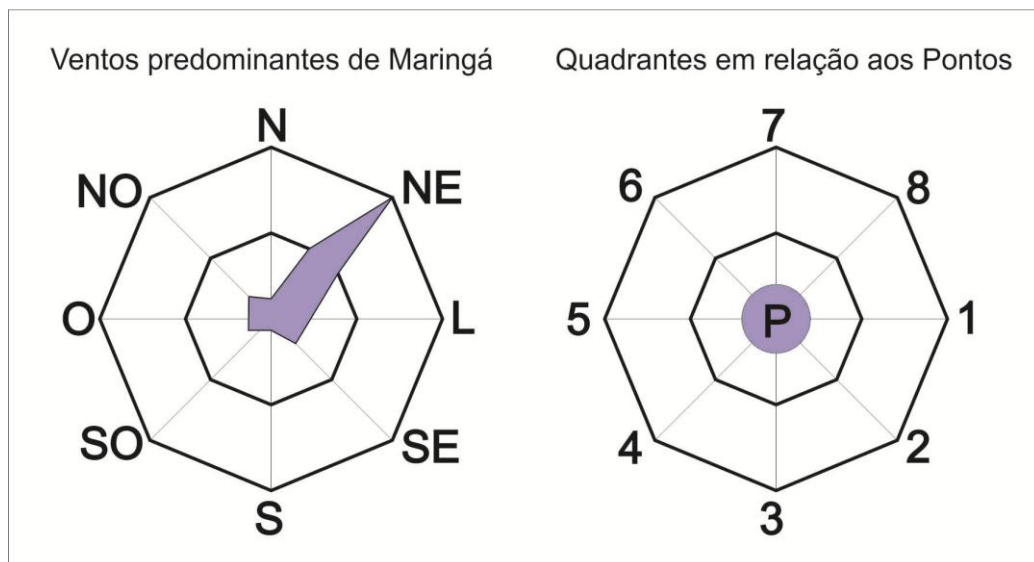 Ventos predominantes de Maringá
N
NO
NE
O
L
SO
SE
S
Quadrantes em relação aos Pontos
7
6
8
5
P
1
4
2
3